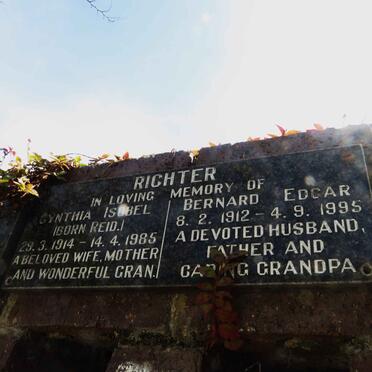 RICHTER
IN LOVING MEMORY OF
CYNTHIA ISOBEL
(BORN REID.)
29.3.1914 - 14.4.1985
A BELOVED WIFE, MOTHER
AND WONDERFUL GRAN.
BERNARD EDGAR
8.2.1912 - 4.9.1995
A DEVOTED HUSBAND,
FATHER AND
CARING GRANDPA